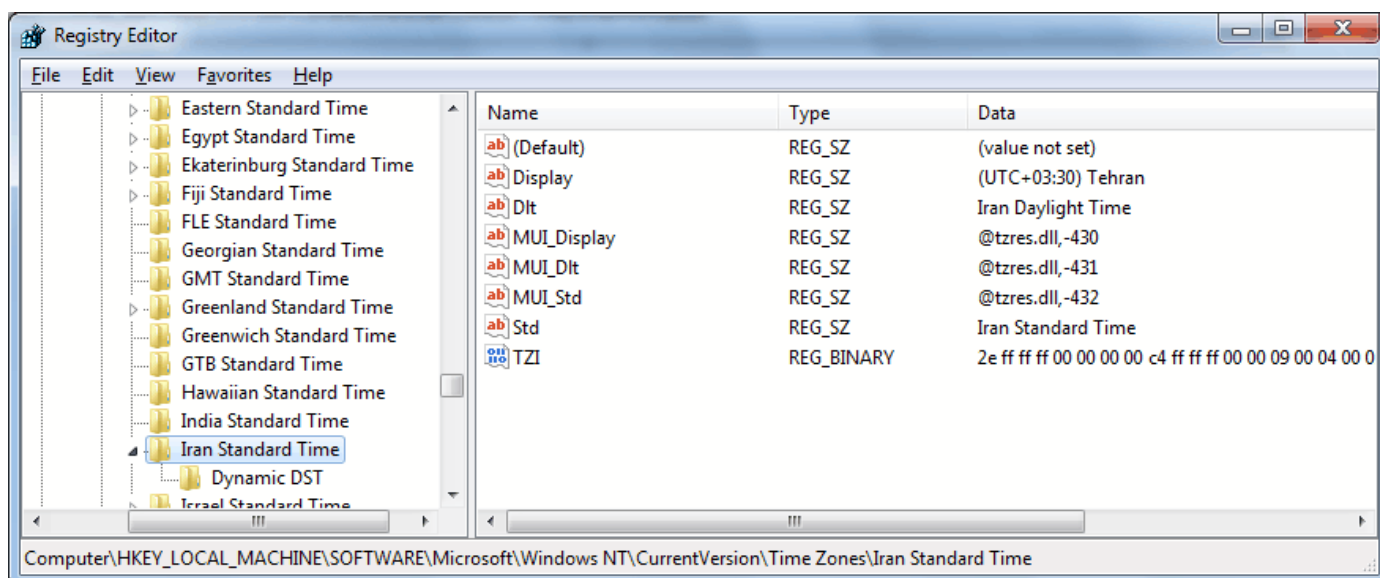 Registry Editor
File Edit View Favorites Help
Eastern Standard Time
Egypt Standard Time
Ekaterinburg Standard Time
Fiji Standard Time
FLE Standard Time
Georgian Standard Time
GMT Standard Time
Greenland Standard Time
Greenwich Standard Time
GTB Standard Time
Hawaiian Standard Time
India Standard Time
Iran Standard Time
Dynamic DST
Israel Standard Time
Name Type Data
(Default) REG_SZ (value not set)
Display REG_SZ (UTC+03:30) Tehran
Dlt REG_SZ Iran Daylight Time
MUI_Display REG_SZ @tzres.dll,-430
MUI_Dlt REG_SZ @tzres.dll,-431
MUI_Std REG_SZ @tzres.dll,-432
Std REG_SZ Iran Standard Time
TZI REG_BINARY 2e ff ff ff 00 00 00 00 c4 ff ff ff 00 00 09 00 04 00 0
Computer\HKEY_LOCAL_MACHINE\SOFTWARE\Microsoft\Windows NT\CurrentVersion\Time Zones\Iran Standard Time